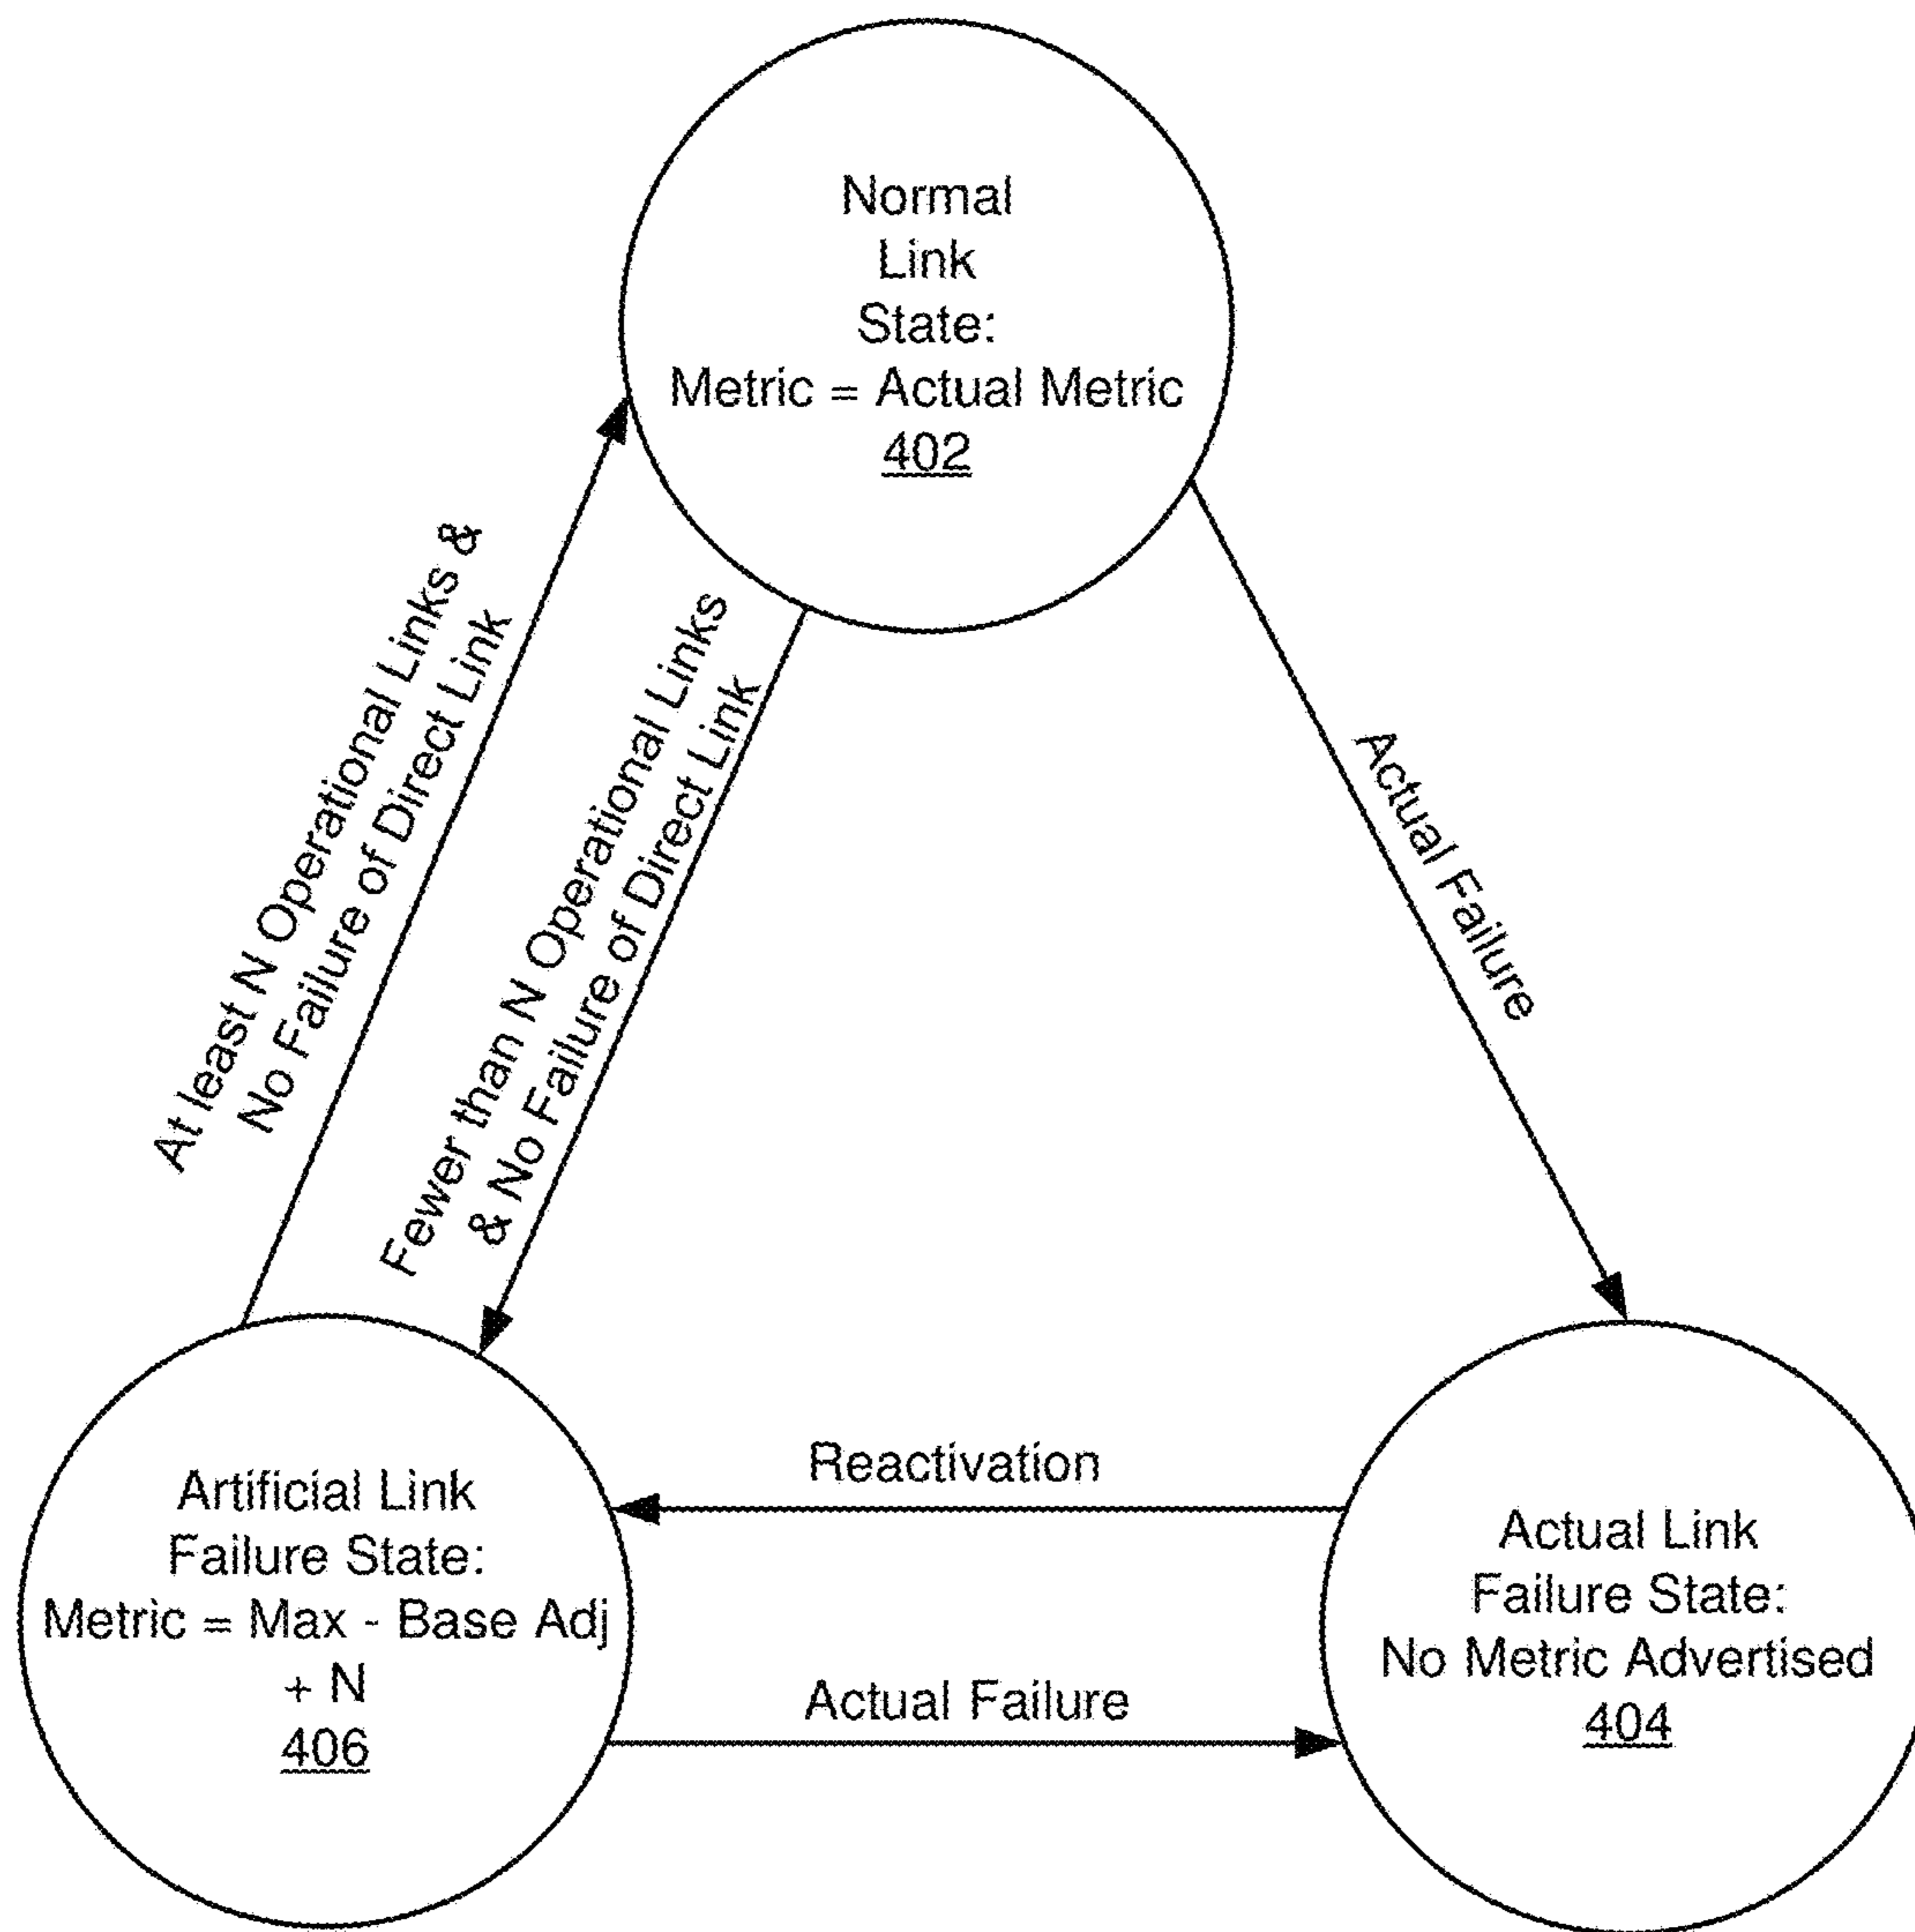 Normal
Link
State:
Metric = Actual Metric
402
At least N Operational Links &
No Failure of Direct Link
Fewer than N Operational Links
& No Failure of Direct Link
Actual Failure
Reactivation
Artificial Link
Failure State:
Metric = Max - Base Adj
+ N
406
Actual Link
Failure State:
No Metric Advertised
404
Actual Failure